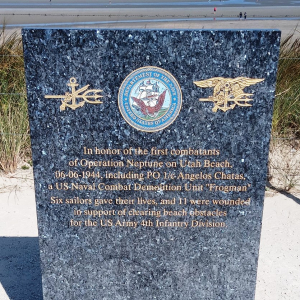 DEPARTMENT OF THE NAVY
UNITED STATES OF AMERICA
In honor of the first combatants
of Operation Neptune on Utah Beach,
06-06-1944, including PO 1/c Angelos Chatas,
a US Naval Combat Demolition Unit "Frogman"
Six sailors gave their lives, and 11 were wounded
in support of clearing beach obstacles
for the US Army 4th Infantry Division.